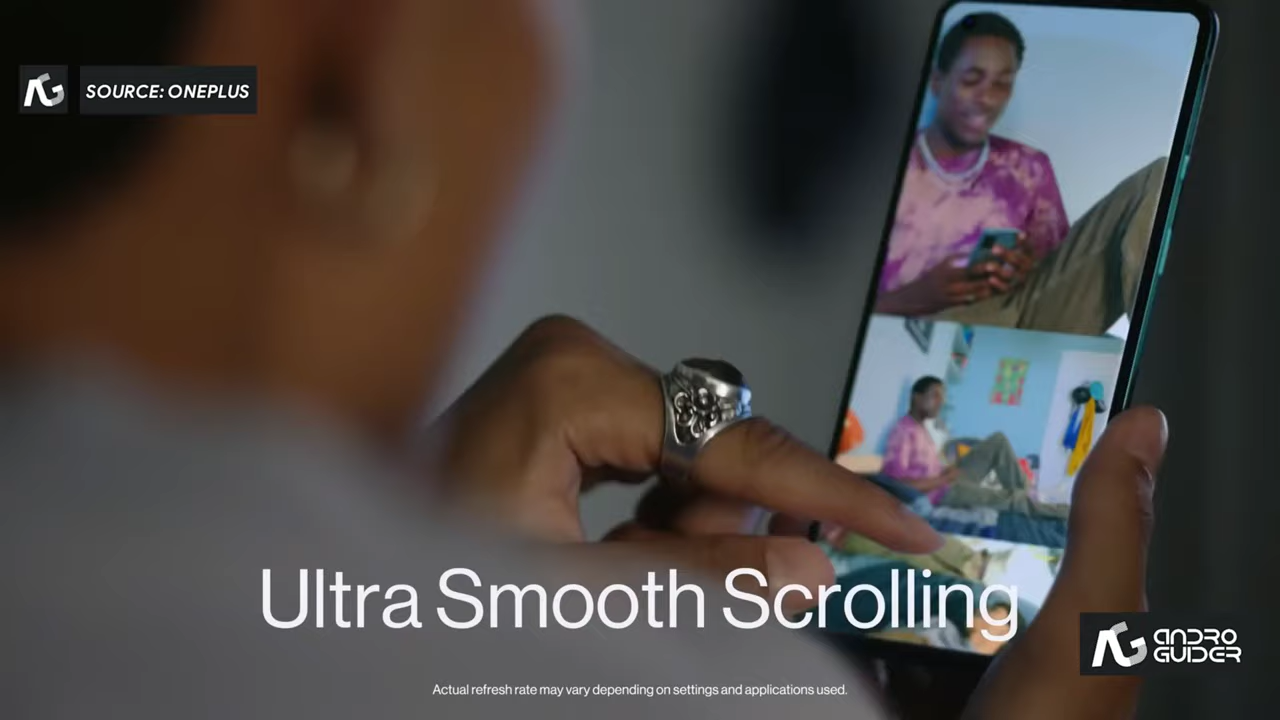 SOURCE: ONEPLUS
Ultra Smooth Scrolling
ANDRO
GUIDER
Actual refresh rate may vary depending on settings and applications used.